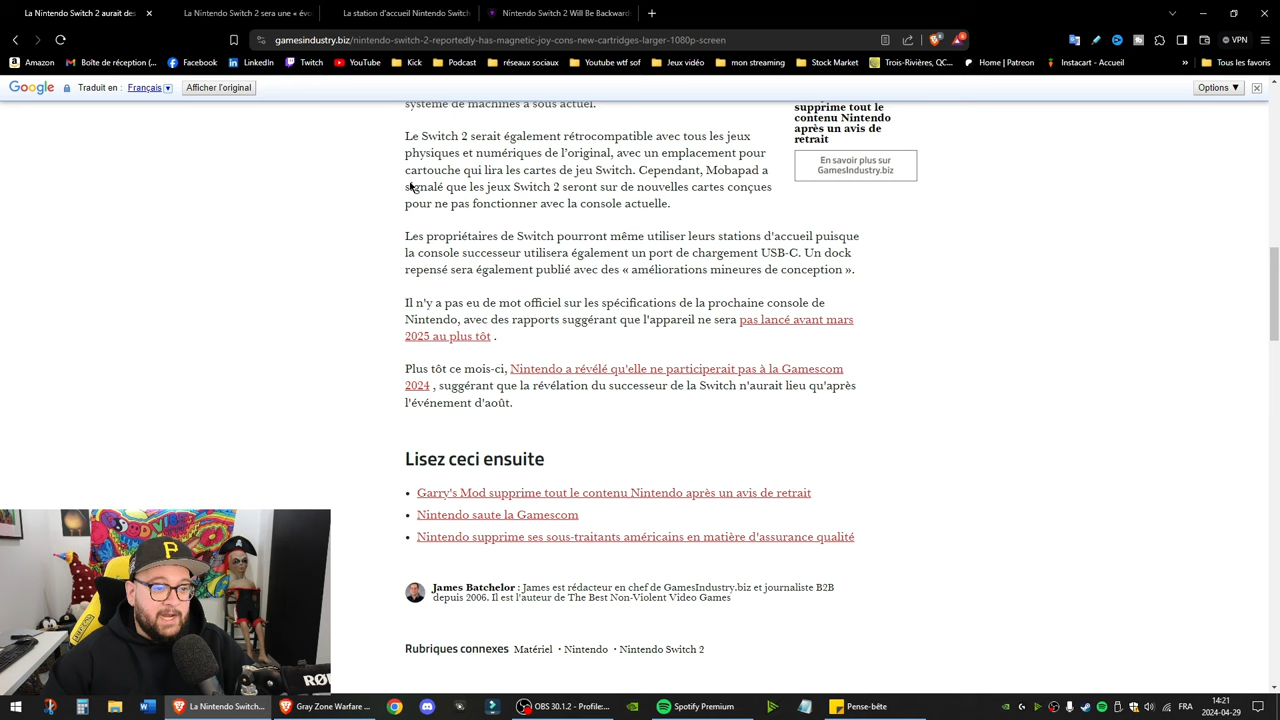 La Nintendo Switch 2 aurait des
La Nintendo Switch 2 sera une « évo
La station d'accueil Nintendo Switch
Nintendo Switch 2 Will Be Backward
gamesindustry.biz/nintendo-switch-2-reportedly-has-magnetic-joy-cons-new-cartridges-larger-1080p-screen
VPN
Amazon
Boîte de réception (...
Facebook
LinkedIn
Twitch
YouTube
Kick
Podcast
réseaux sociaux
Youtube wtf sof
Jeux vidéo
mon streaming
Stock Market
Trois-Rivières, QC...
Home | Patreon
Instacart - Accueil
Tous les favoris
Google
Traduit en : Français
Afficher l'original
Options ▼
système de machines à sous actuel.
Le Switch 2 serait également rétrocompatible avec tous les jeux
physiques et numériques de l'original, avec un emplacement pour
cartouche qui lira les cartes de jeu Switch. Cependant, Mobapad a
signalé que les jeux Switch 2 seront sur de nouvelles cartes conçues
pour ne pas fonctionner avec la console actuelle.
supprime tout le
contenu Nintendo
après un avis de
retrait
En savoir plus sur
GamesIndustry.biz
Les propriétaires de Switch pourront même utiliser leurs stations d'accueil puisque
la console successeur utilisera également un port de chargement USB-C. Un dock
repensé sera également publié avec des « améliorations mineures de conception ».
Il n'y a pas eu de mot officiel sur les spécifications de la prochaine console de
Nintendo, avec des rapports suggérant que l'appareil ne sera pas lancé avant mars
2025 au plus tôt .
Plus tôt ce mois-ci, Nintendo a révélé qu'elle ne participerait pas à la Gamescom
2024 , suggérant que la révélation du successeur de la Switch n'aurait lieu qu'après
l'événement d'août.
Lisez ceci ensuite
• Garry's Mod supprime tout le contenu Nintendo après un avis de retrait
• Nintendo saute la Gamescom
• Nintendo supprime ses sous-traitants américains en matière d'assurance qualité
James Batchelor : James est rédacteur en chef de GamesIndustry.biz et journaliste B2B
depuis 2006. Il est l'auteur de The Best Non-Violent Video Games
Rubriques connexes Matériel · Nintendo · Nintendo Switch 2
GOOD VIBES
P
RØD
La Nintendo Switch...
Gray Zone Warfare ...
OBS 30.1.2 - Profile:...
Spotify Premium
Pense-bête
FRA
14:21
2024-04-29